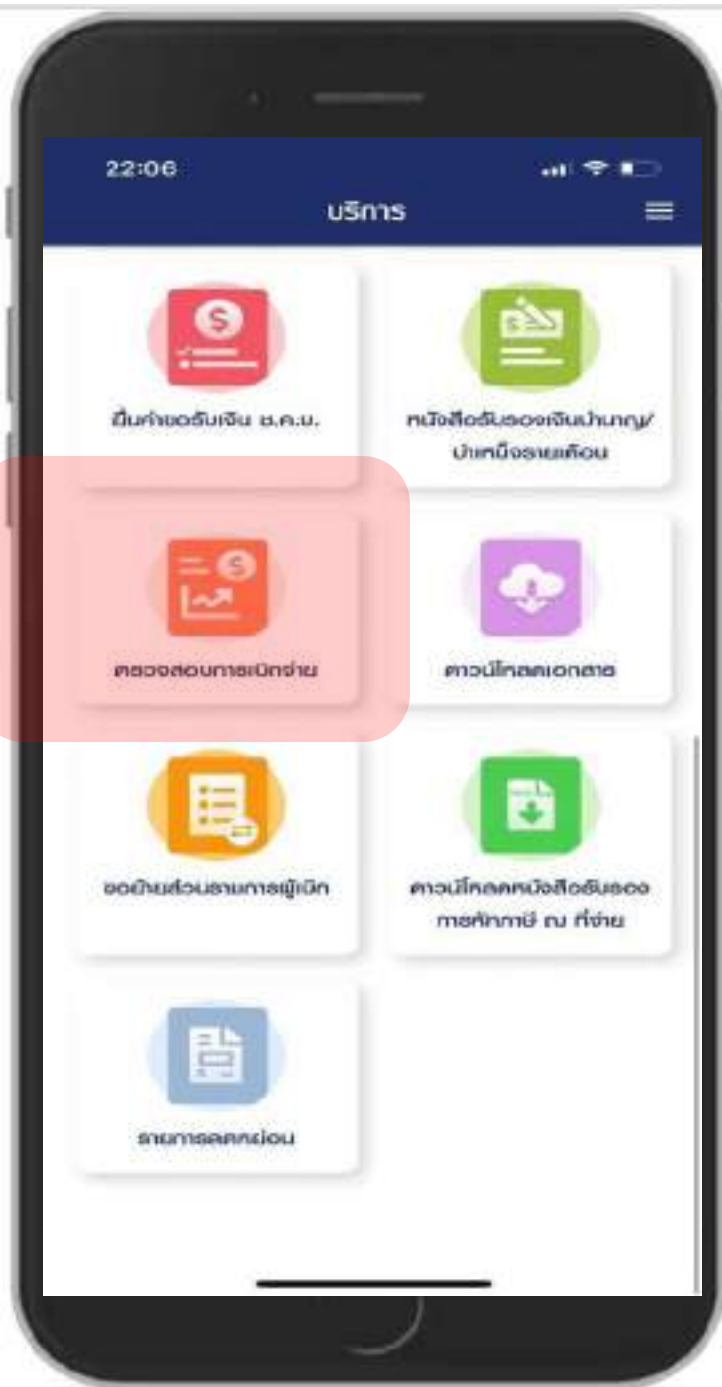 22:06
บริการ
ยื่นคำขอรับเงิน ช.ค.บ.
หนังสือรับรองเงินบำนาญ/
บำเหน็จรายเดือน
ตรวจสอบการเบิกจ่าย
ดาวน์โหลดเอกสาร
ขอย้ายส่วนราชการผู้เบิก
ดาวน์โหลดหนังสือรับรอง
การหักภาษี ณ ที่จ่าย
รายการลดหย่อน